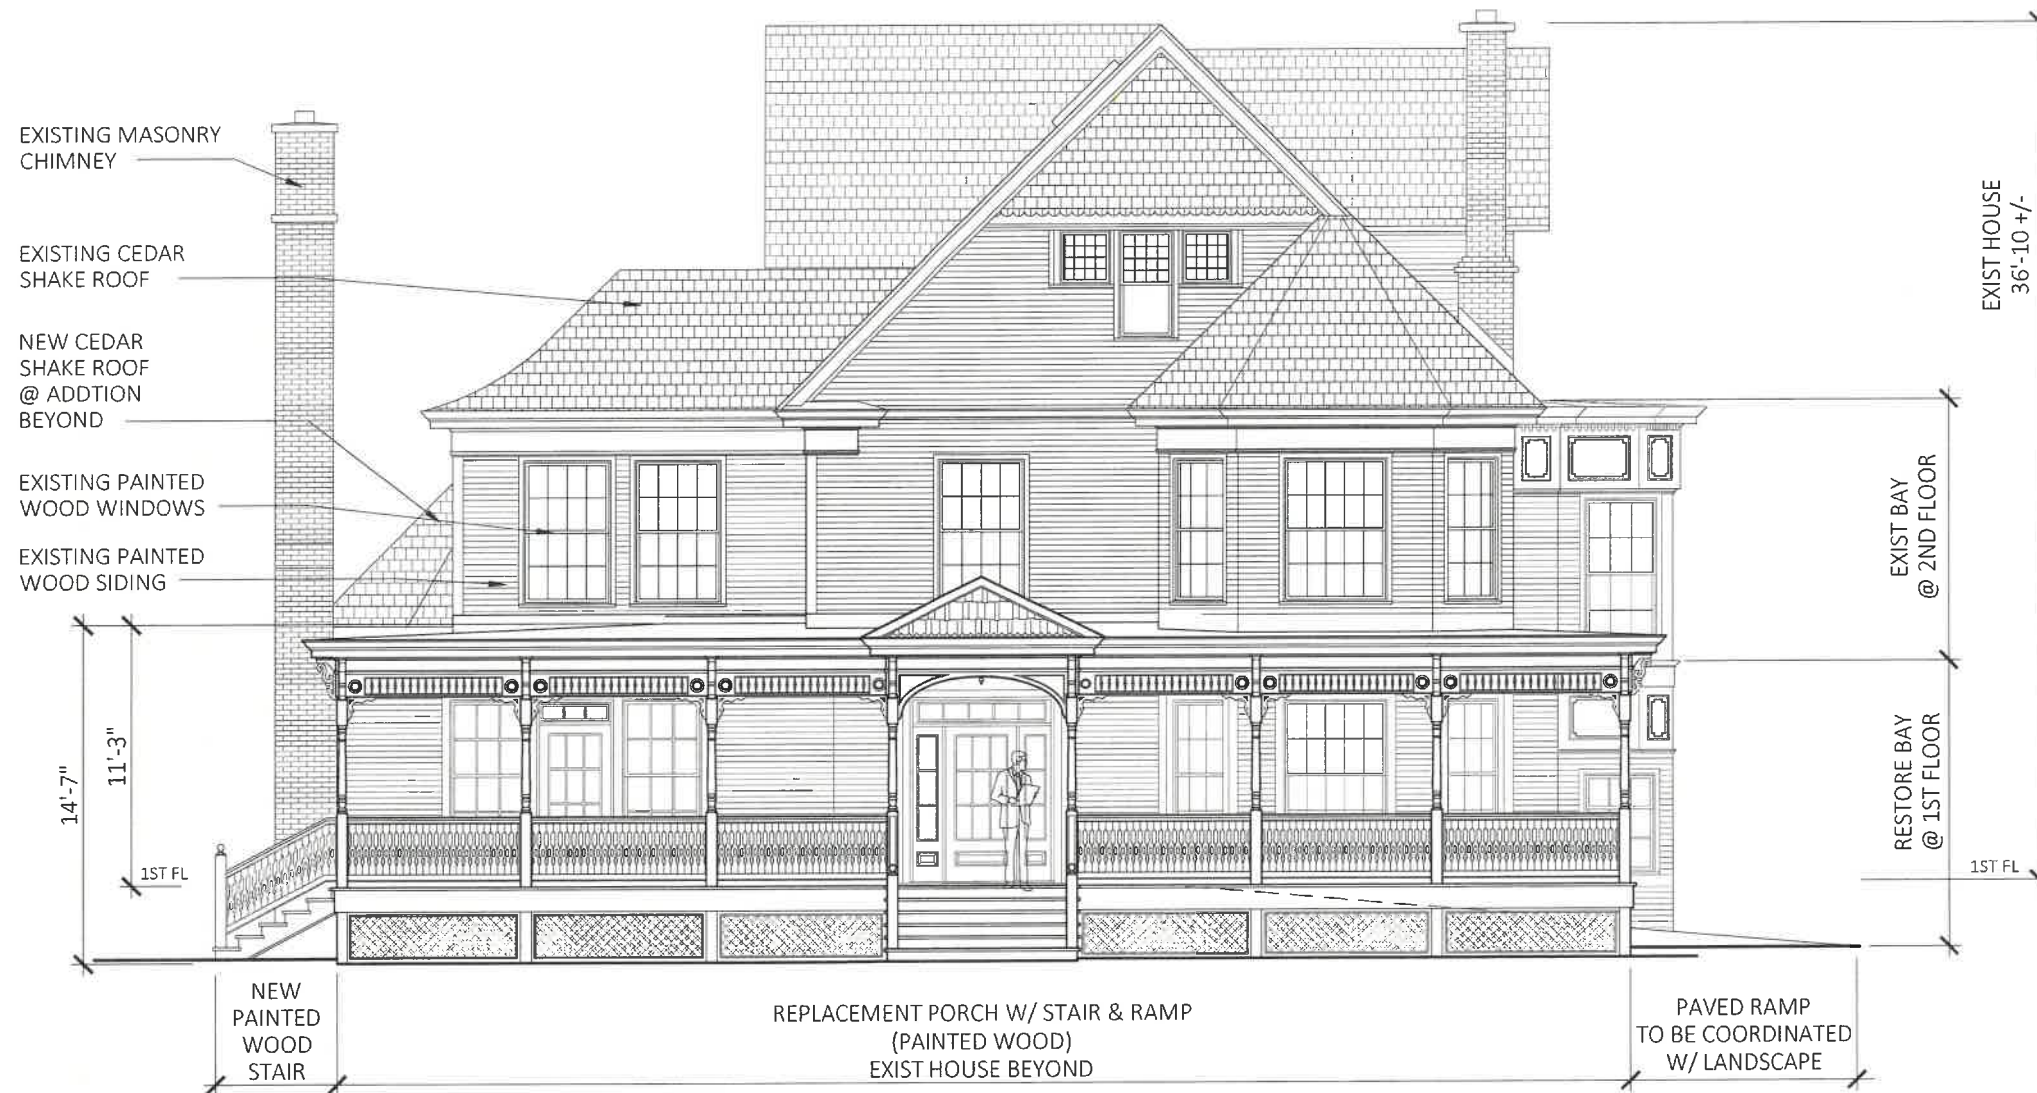 EXISTING MASONRY
CHIMNEY
EXISTING CEDAR
SHAKE ROOF
NEW CEDAR
SHAKE ROOF
@ ADDTION
BEYOND
EXISTING PAINTED
WOOD WINDOWS
EXISTING PAINTED
WOOD SIDING
14'-7"
11'-3"
1ST FL
NEW
PAINTED
WOOD
STAIR
REPLACEMENT PORCH W/ STAIR & RAMP
(PAINTED WOOD)
EXIST HOUSE BEYOND
PAVED RAMP
TO BE COORDINATED
W/ LANDSCAPE
EXIST HOUSE
36'-10 +/-
EXIST BAY
@ 2ND FLOOR
RESTORE BAY
@ 1ST FLOOR
1ST FL